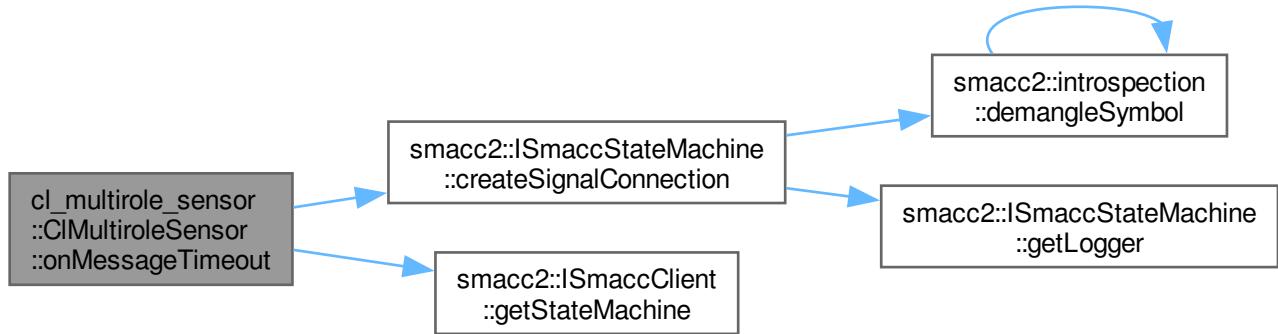 cl_multirole_sensor
::ClMultiroleSensor
::onMessageTimeout
smacc2::ISmaccStateMachine
::createSignalConnection
smacc2::introspection
::demangleSymbol
smacc2::ISmaccStateMachine
::getLogger
smacc2::ISmaccClient
::getStateMachine